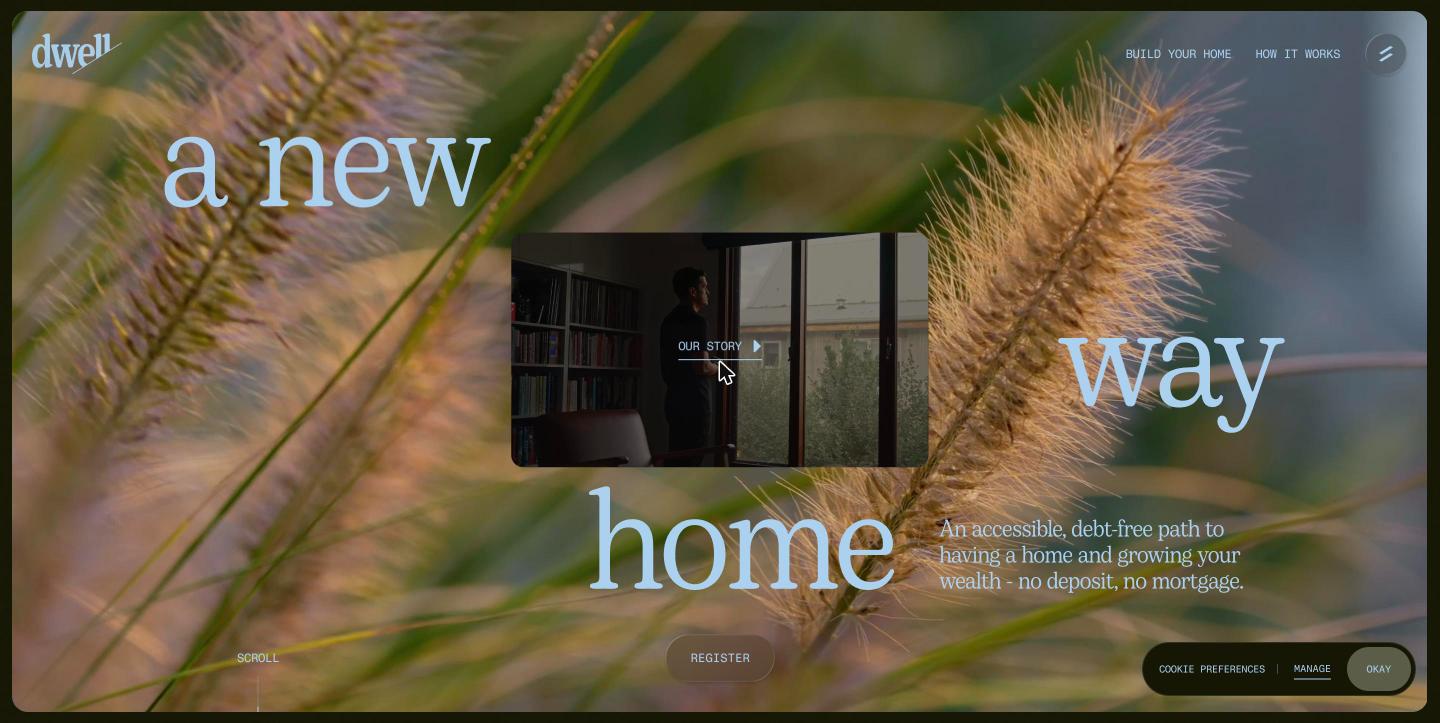 dwell
BUILD YOUR HOME
HOW IT WORKS
a new
OUR STORY
way
home
An accessible, debt-free path to
having a home and growing your
wealth - no deposit, no mortgage.
SCROLL
REGISTER
COOKIE PREFERENCES
MANAGE
OKAY